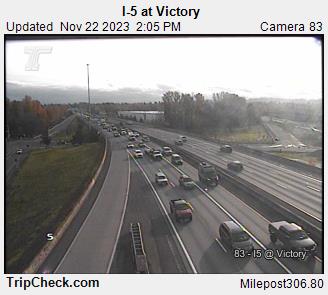 I-5 at Victory
Updated Nov 22 2023 2:05 PM Camera 83
T
S
83 - I5 @ Victory
TripCheck.com Milepost306.80